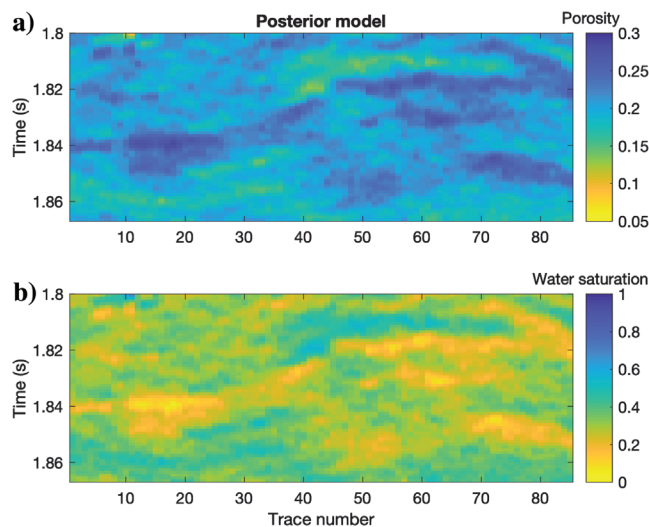 a) Posterior model Porosity
1.8
1.82
1.84
1.86
Time (s)
10 20 30 40 50 60 70 80
0.3
0.25
0.2
0.15
0.1
0.05
b) Water saturation
1.8
1.82
1.84
1.86
Time (s)
10 20 30 40 50 60 70 80
Trace number
1
0.8
0.6
0.4
0.2
0